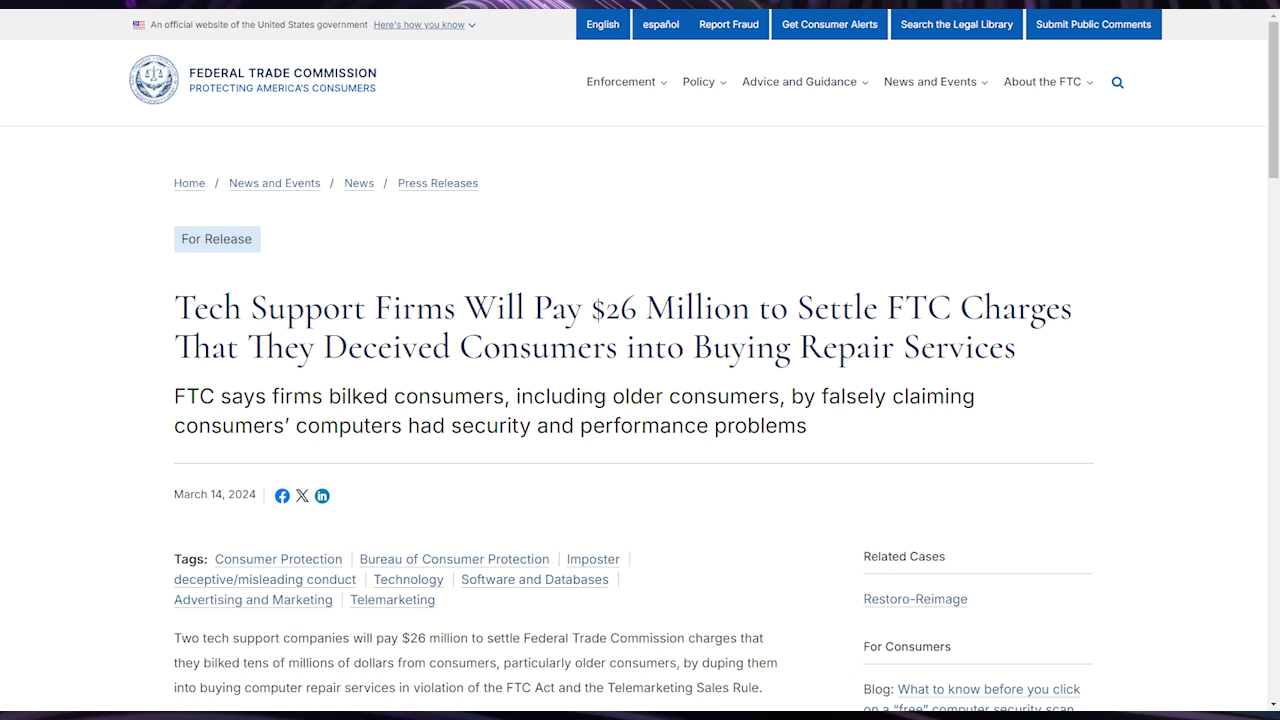 An official website of the United States government Here's how you know
English español Report Fraud Get Consumer Alerts Search the Legal Library Submit Public Comments
FEDERAL TRADE COMMISSION
PROTECTING AMERICA'S CONSUMERS
Enforcement Policy Advice and Guidance News and Events About the FTC
Home / News and Events / News / Press Releases
For Release
Tech Support Firms Will Pay $26 Million to Settle FTC Charges
That They Deceived Consumers into Buying Repair Services
FTC says firms bilked consumers, including older consumers, by falsely claiming
consumers’ computers had security and performance problems
March 14, 2024
Tags: Consumer Protection | Bureau of Consumer Protection | Imposter |
deceptive/misleading conduct | Technology | Software and Databases |
Advertising and Marketing | Telemarketing
Two tech support companies will pay $26 million to settle Federal Trade Commission charges that
they bilked tens of millions of dollars from consumers, particularly older consumers, by duping them
into buying computer repair services in violation of the FTC Act and the Telemarketing Sales Rule.
Related Cases
Restoro-Reimage
For Consumers
Blog: What to know before you click
on a “free” computer security scan